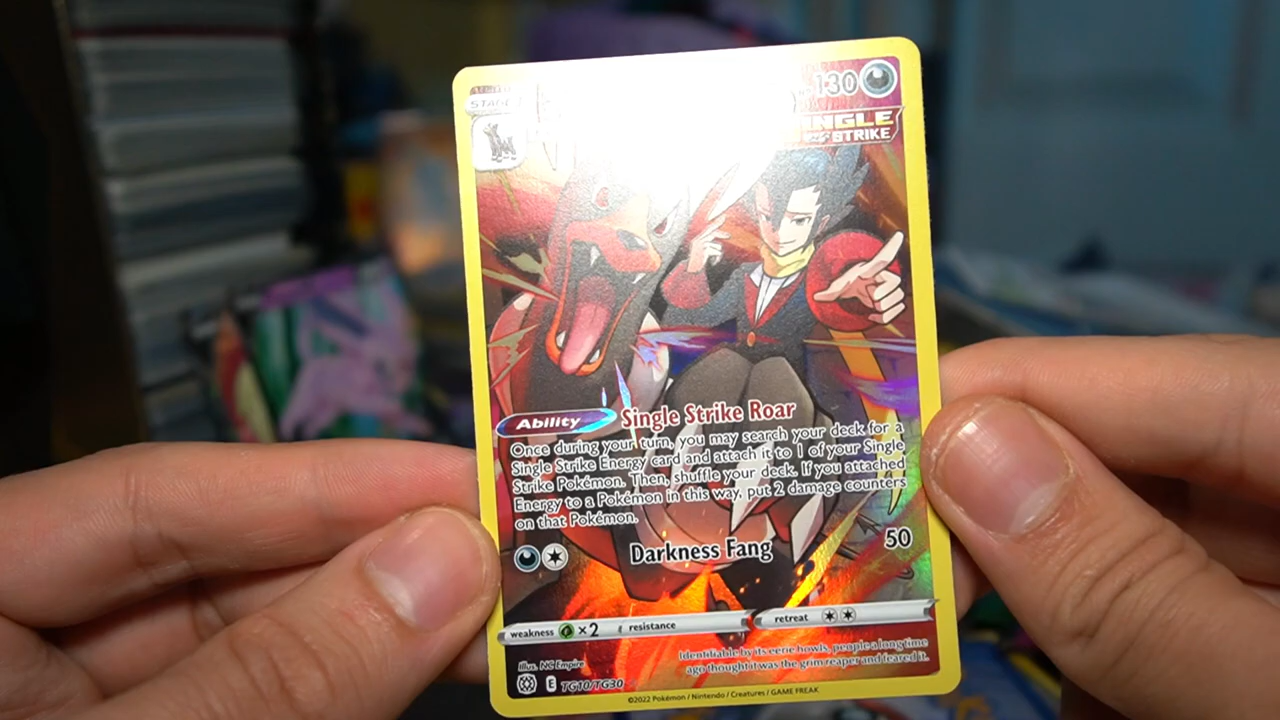 STAGE
130
SINGLE
STRIKE
Ability Single Strike Roar
Once during your turn, you may search your deck for a
Single Strike Energy card and attach it to 1 of your Single
Strike Pokémon. Then, shuffle your deck. If you attached
Energy to a Pokémon in this way, put 2 damage counters
on that Pokémon.
Darkness Fang 50
weakness ×2 resistance retreat
Identifiable by its eerie howls, people a long time
ago thought it was the grim reaper and feared it.
Illus. NC Empire
E TG10/TG30
©2022 Pokémon / Nintendo / Creatures / GAME FREAK